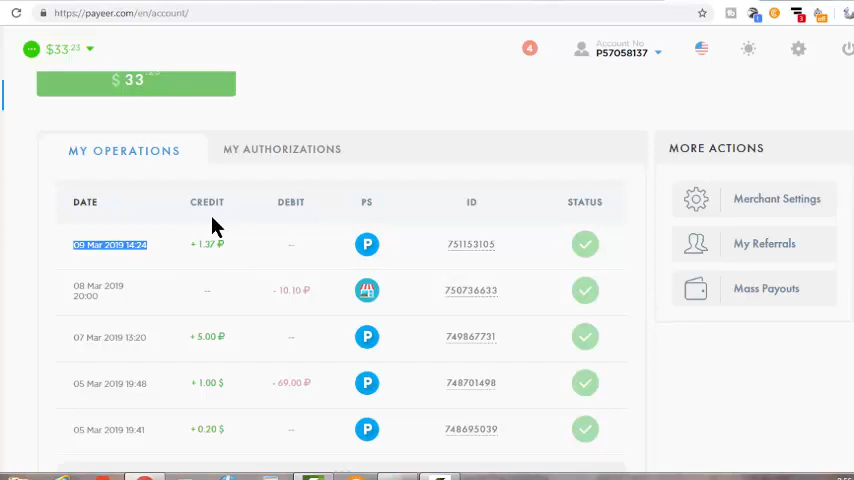 https://payeer.com/en/account/
$33.23
4
Account No.
P57058137
$ 33
MY OPERATIONS
MY AUTHORIZATIONS
MORE ACTIONS
DATE CREDIT DEBIT PS ID STATUS
09 Mar 2019 14:24 + 1.37 ₽ -- P 751153105
08 Mar 2019
20:00
-- - 10.10 ₽ 750736633
07 Mar 2019 13:20 + 5.00 ₽ -- P 749867731
05 Mar 2019 19:48 + 1.00 $ - 69.00 ₽ P 748701498
05 Mar 2019 19:41 + 0.20 $ -- P 748695039
Merchant Settings
My Referrals
Mass Payouts